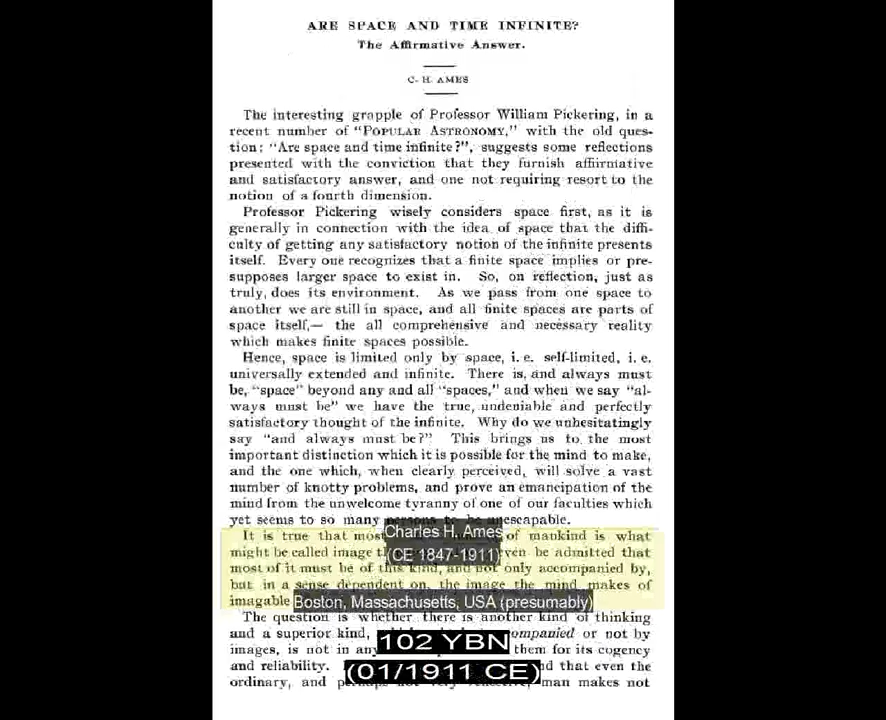 ARE SPACE AND TIME INFINITE?
The Affirmative Answer.
C. H. AMES
The interesting grapple of Professor William Pickering, in a
recent number of "POPULAR ASTRONOMY," with the old ques-
tion: "Are space and time infinite?", suggests some reflections
presented with the conviction that they furnish affiirmative
and satisfactory answer, and one not requiring resort to the
notion of a fourth dimension.
Professor Pickering wisely considers space first, as it is
generally in connection with the idea of space that the diffi-
culty of getting any satisfactory notion of the infinite presents
itself. Every one recognizes that a finite space implies or pre-
supposes larger space to exist in. So, on reflection, just as
truly, does its environment. As we pass from one space to
another we are still in space, and all finite spaces are parts of
space itself,— the all comprehensive and necessary reality
which makes finite spaces possible.
Hence, space is limited only by space, i. e. self-limited, i. e.
universally extended and infinite. There is, and always must
be, "space" beyond any and all "spaces," and when we say "al-
ways must be" we have the true, undeniable and perfectly
satisfactory thought of the infinite. Why do we unhesitatingly
say "and always must be?" This brings us to the most
important distinction which it is possible for the mind to make,
and the one which, when clearly perceived, will solve a vast
number of knotty problems, and prove an emancipation of the
mind from the unwelcome tyranny of one of our faculties which
yet seems to so many persons to be unescapable.
It is true that most of mankind is what
Charles H. Ames
might be called image be admitted that
(CE 1847-1911)
most of it must be of this kind, and not only accompanied by,
but in a sense dependent on, the image the mind makes of
imagable
Boston, Massachusetts, USA (presumably)
The question is whether there is another kind of thinking
and a superior kind, or not by
images, is not in any them for its cogency
102 YBN
and reliability. that even the
(01/1911 CE)
ordinary, and man makes not